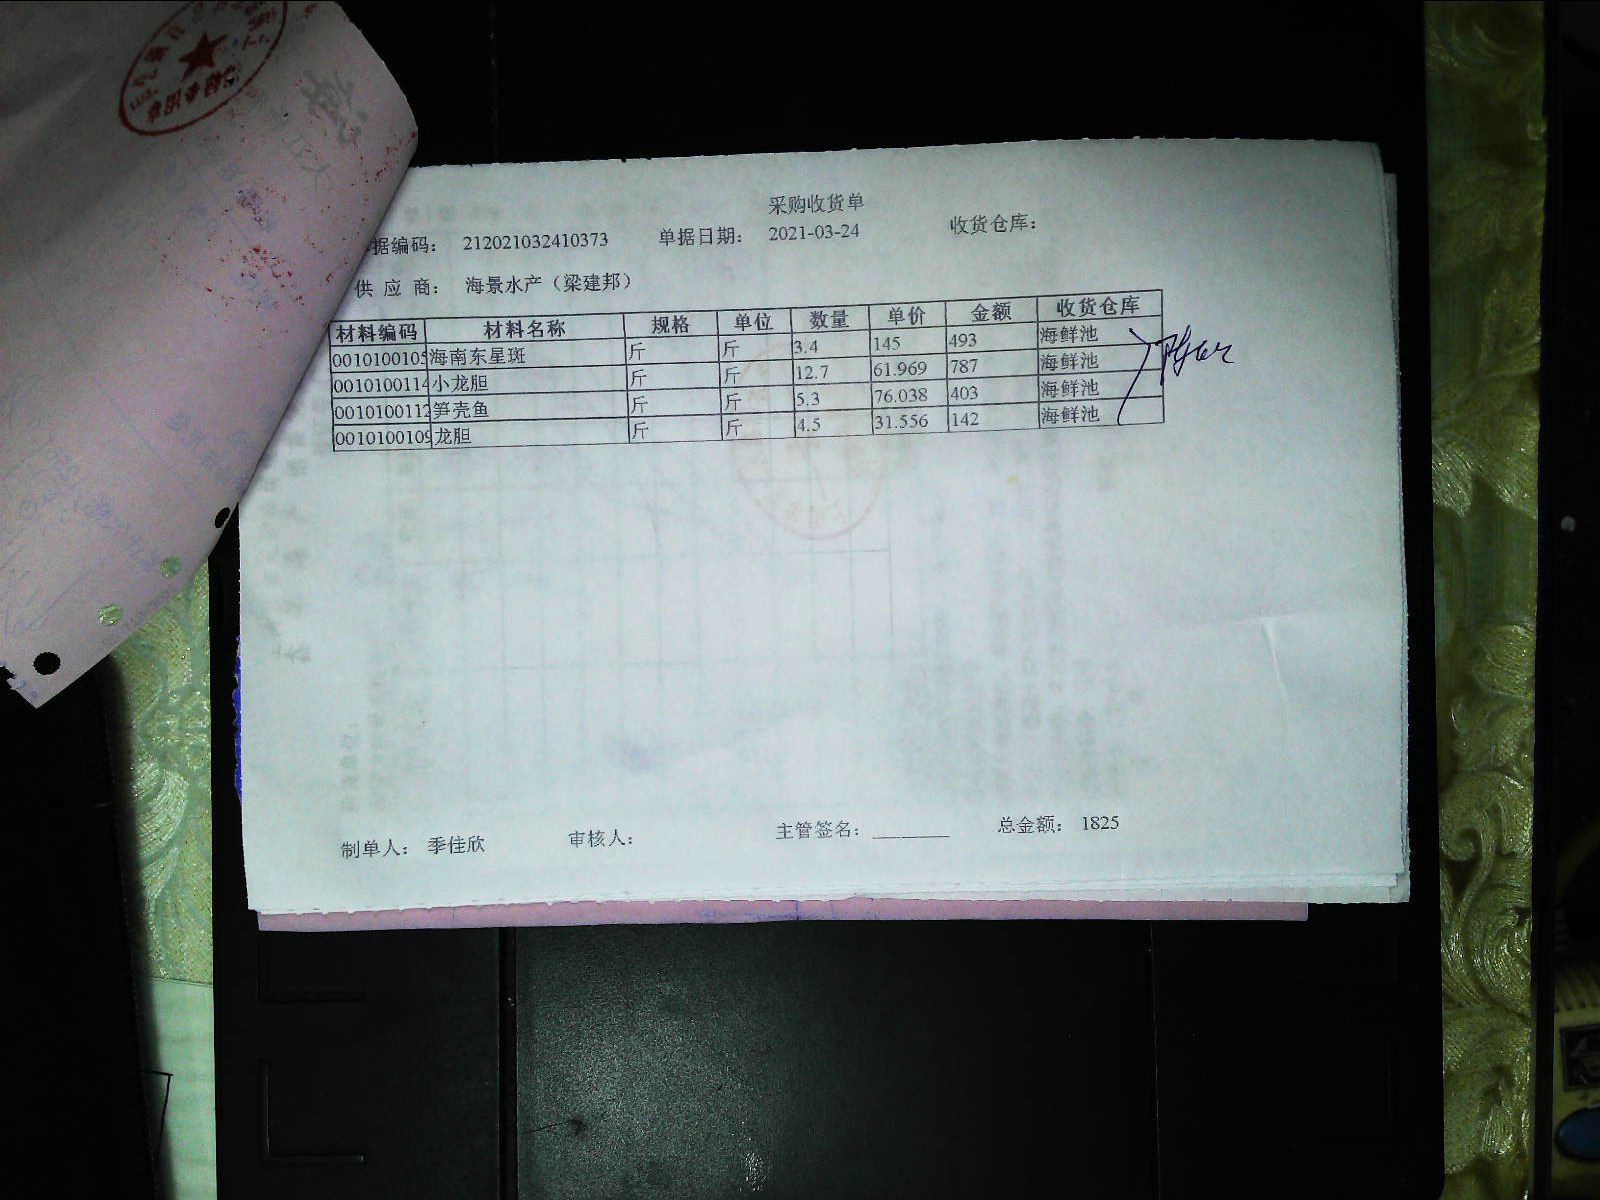 采购收货单
据编码: 212021032410373 单据日期: 2021-03-24 收货仓库:
供 应 商: 海景水产（梁建邦）
材料编码 材料名称 规格 单位 数量 单价 金额 收货仓库
0010100105 海南东星斑 斤 斤 3.4 145 493 海鲜池
0010100114 小龙胆 斤 斤 12.7 61.969 787 海鲜池
0010100112 笋壳鱼 斤 斤 5.3 76.038 403 海鲜池
0010100109 龙胆 斤 斤 4.5 31.556 142 海鲜池
制单人: 季佳欣 审核人: 主管签名: 总金额: 1825